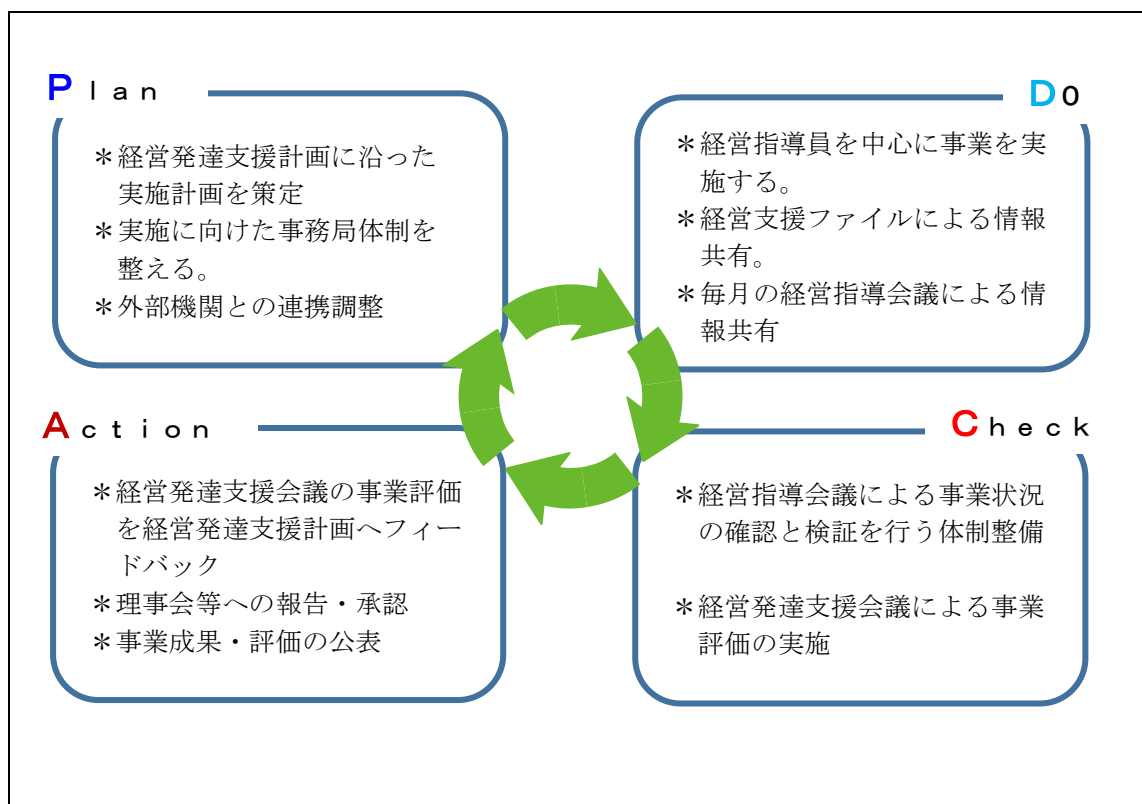 Ｐｌａｎ
＊経営発達支援計画に沿った
実施計画を策定
＊実施に向けた事務局体制を
整える。
＊外部機関との連携調整
Ｄ０
＊経営指導員を中心に事業を実
施する。
＊経営支援ファイルによる情報
共有。
＊毎月の経営指導会議による情
報共有
Ａｃｔｉｏｎ
＊経営発達支援会議の事業評価
を経営発達支援計画へフィー
ドバック
＊理事会等への報告・承認
＊事業成果・評価の公表
Ｃｈｅｃｋ
＊経営指導会議による事業状況
の確認と検証を行う体制整備
＊経営発達支援会議による事業
評価の実施